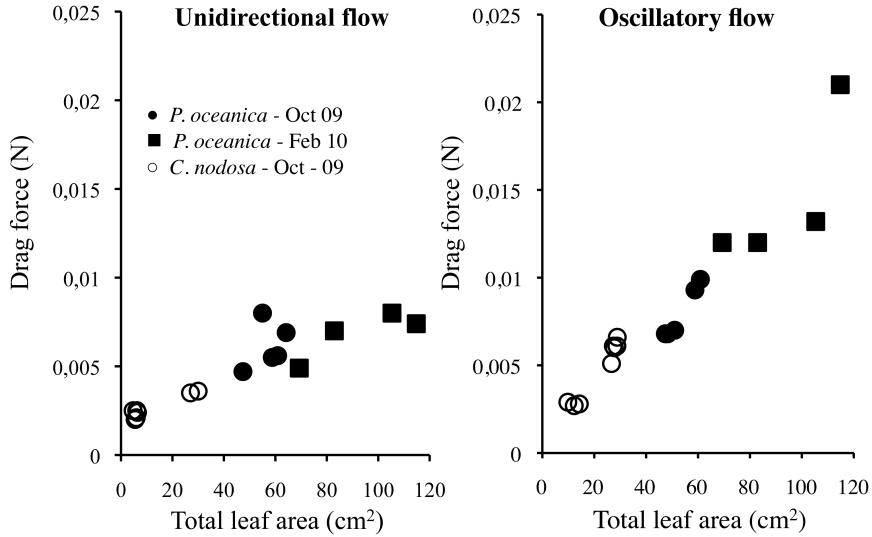 Unidirectional flow
0,025
0,02
0,015
0,01
0,005
0
Drag force (N)
P. oceanica - Oct 09
P. oceanica - Feb 10
C. nodosa - Oct - 09
0 20 40 60 80 100 120
Total leaf area (cm²)
Oscillatory flow
0,025
0,02
0,015
0,01
0,005
0
Drag force (N)
0 20 40 60 80 100 120
Total leaf area (cm²)